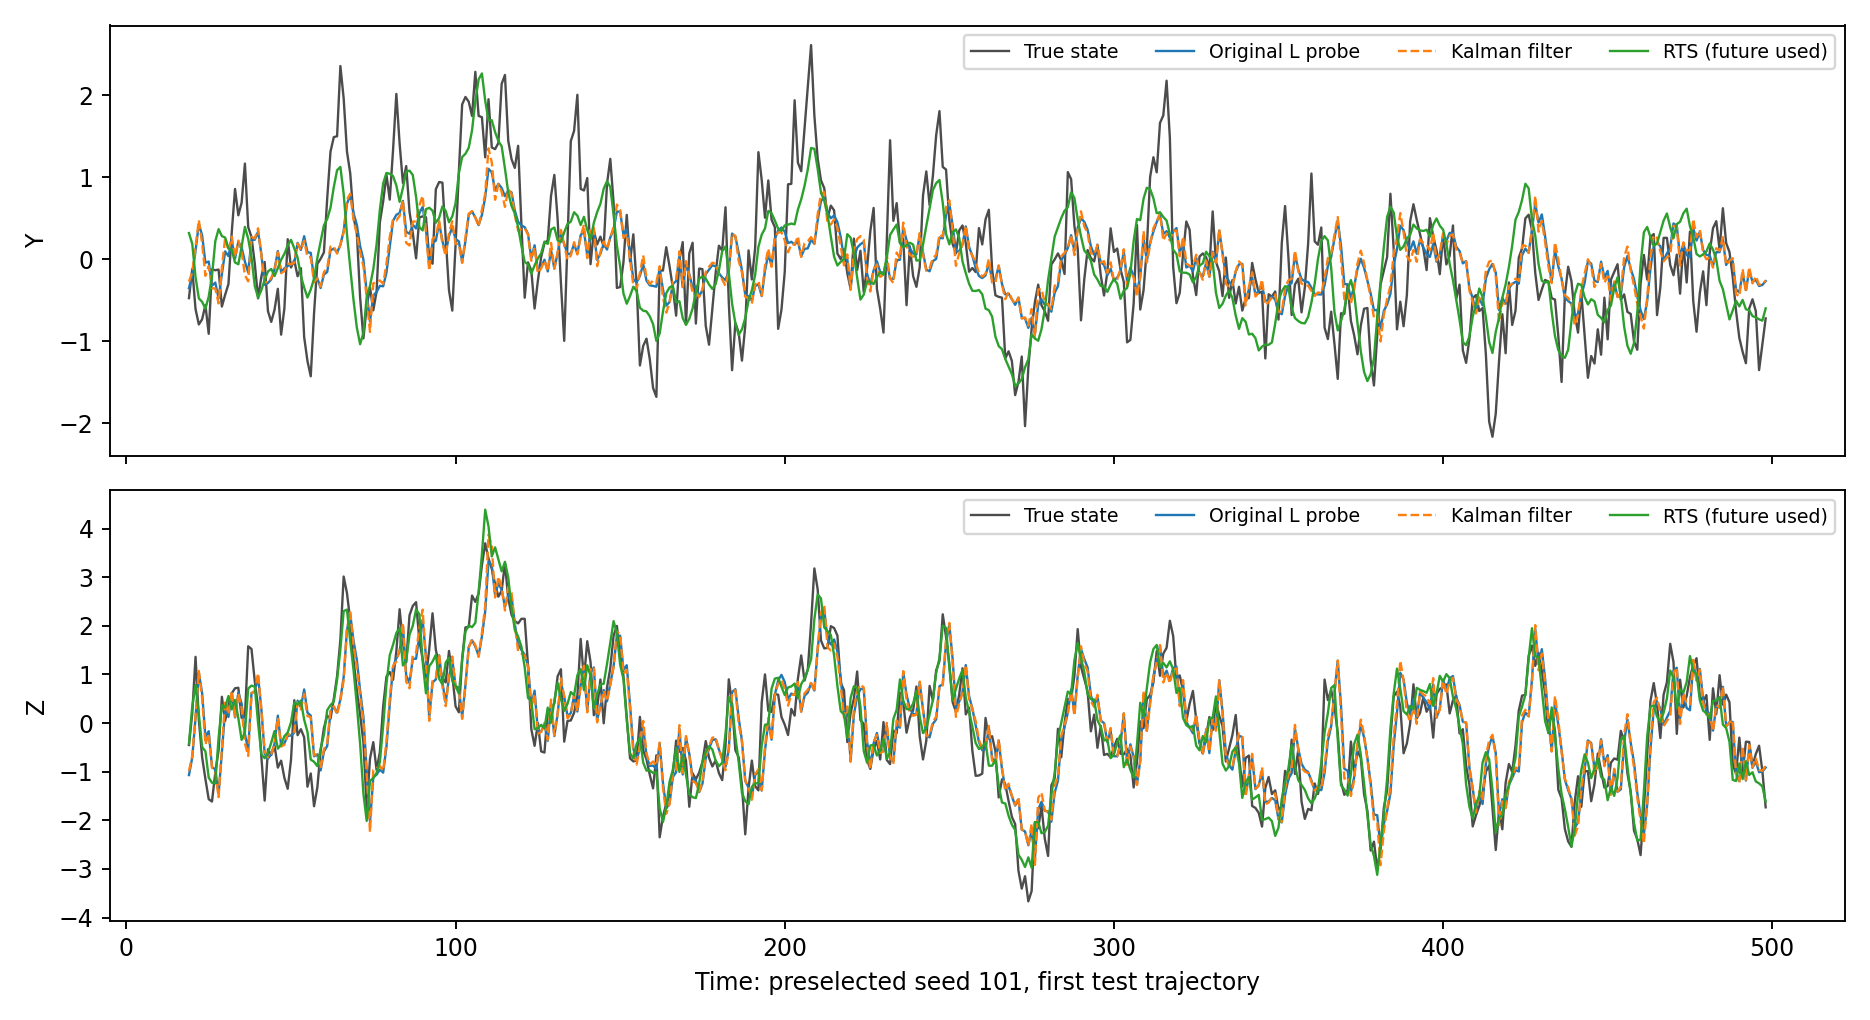 True state Original L probe Kalman filter RTS (future used)
2
1
0
−1
−2
Y
True state Original L probe Kalman filter RTS (future used)
4
3
2
1
0
−1
−2
−3
−4
Z
0 100 200 300 400 500
Time: preselected seed 101, first test trajectory